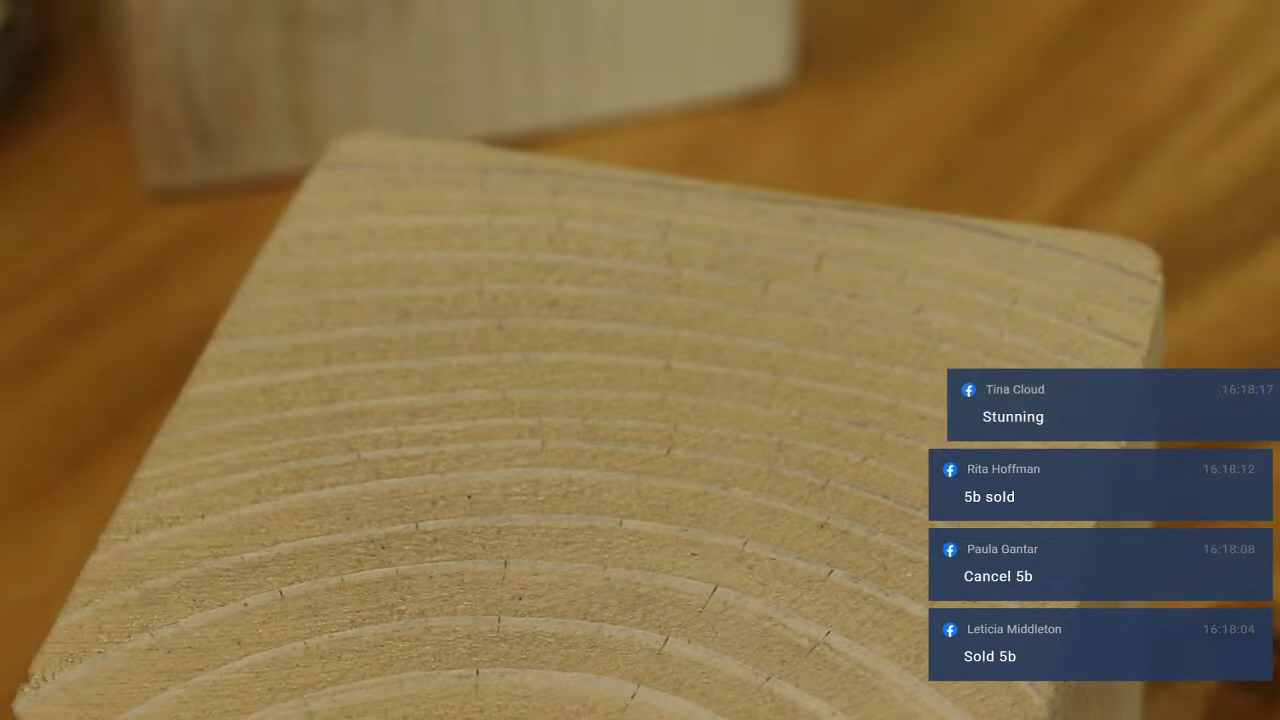 Tina Cloud 16:18:17
Stunning
Rita Hoffman 16:18:12
5b sold
Paula Gantar 16:18:08
Cancel 5b
Leticia Middleton 16:18:04
Sold 5b